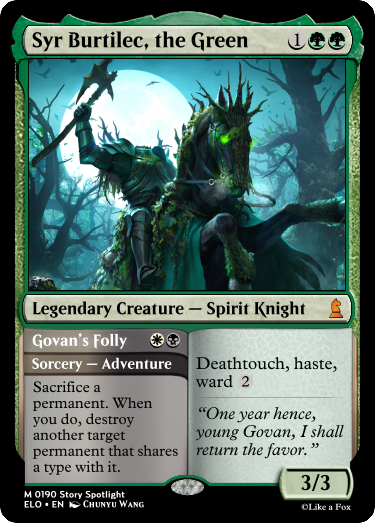 Syr Burtilec, the Green 1
Legendary Creature — Spirit Knight
Govan's Folly
Sorcery — Adventure
Sacrifice a
permanent. When
you do, destroy
another target
permanent that shares
a type with it.
Deathtouch, haste,
ward 2
“One year hence,
young Govan, I shall
return the favor.”
3/3
M 0190 Story Spotlight
ELO • EN Chunyu Wang
©Like a Fox